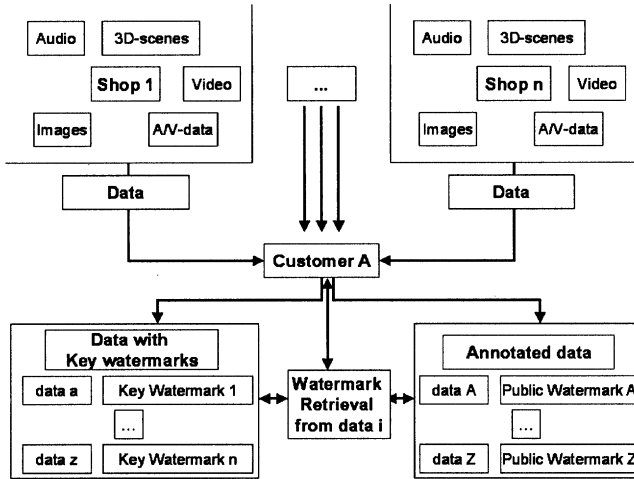 Audio
3D-scenes
Shop 1
Video
Images
A/V-data
Data
...
Audio
3D-scenes
Shop n
Video
Images
A/V-data
Data
Customer A
Data with
Key watermarks
data a
Key Watermark 1
...
data z
Key Watermark n
Watermark
Retrieval
from data i
Annotated data
data A
Public Watermark A
...
data Z
Public Watermark Z